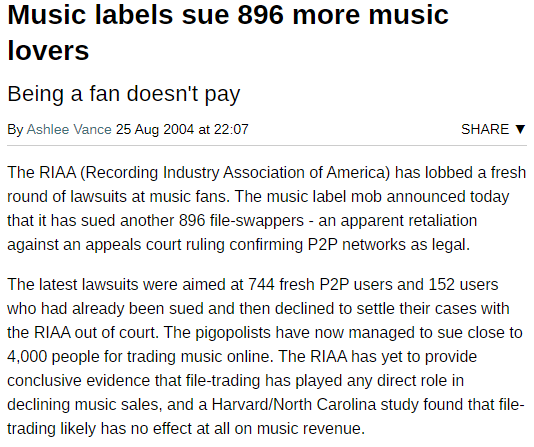 Music labels sue 896 more music
lovers
Being a fan doesn't pay
By Ashlee Vance 25 Aug 2004 at 22:07 SHARE ▼
The RIAA (Recording Industry Association of America) has lobbed a fresh
round of lawsuits at music fans. The music label mob announced today
that it has sued another 896 file-swappers - an apparent retaliation
against an appeals court ruling confirming P2P networks as legal.
The latest lawsuits were aimed at 744 fresh P2P users and 152 users
who had already been sued and then declined to settle their cases with
the RIAA out of court. The pigopolists have now managed to sue close to
4,000 people for trading music online. The RIAA has yet to provide
conclusive evidence that file-trading has played any direct role in
declining music sales, and a Harvard/North Carolina study found that file-
trading likely has no effect at all on music revenue.